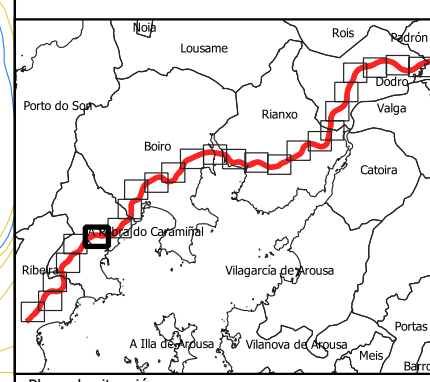 Noia
Rois
Padrón
Lousame
Dodro
Porto do Son
Rianxo
Valga
Boiro
Catoira
A Pobra do Caramiñal
Ribeira
Vilagarcía de Arousa
Portas
A Illa de Arousa
Vilanova de Arousa
Meis